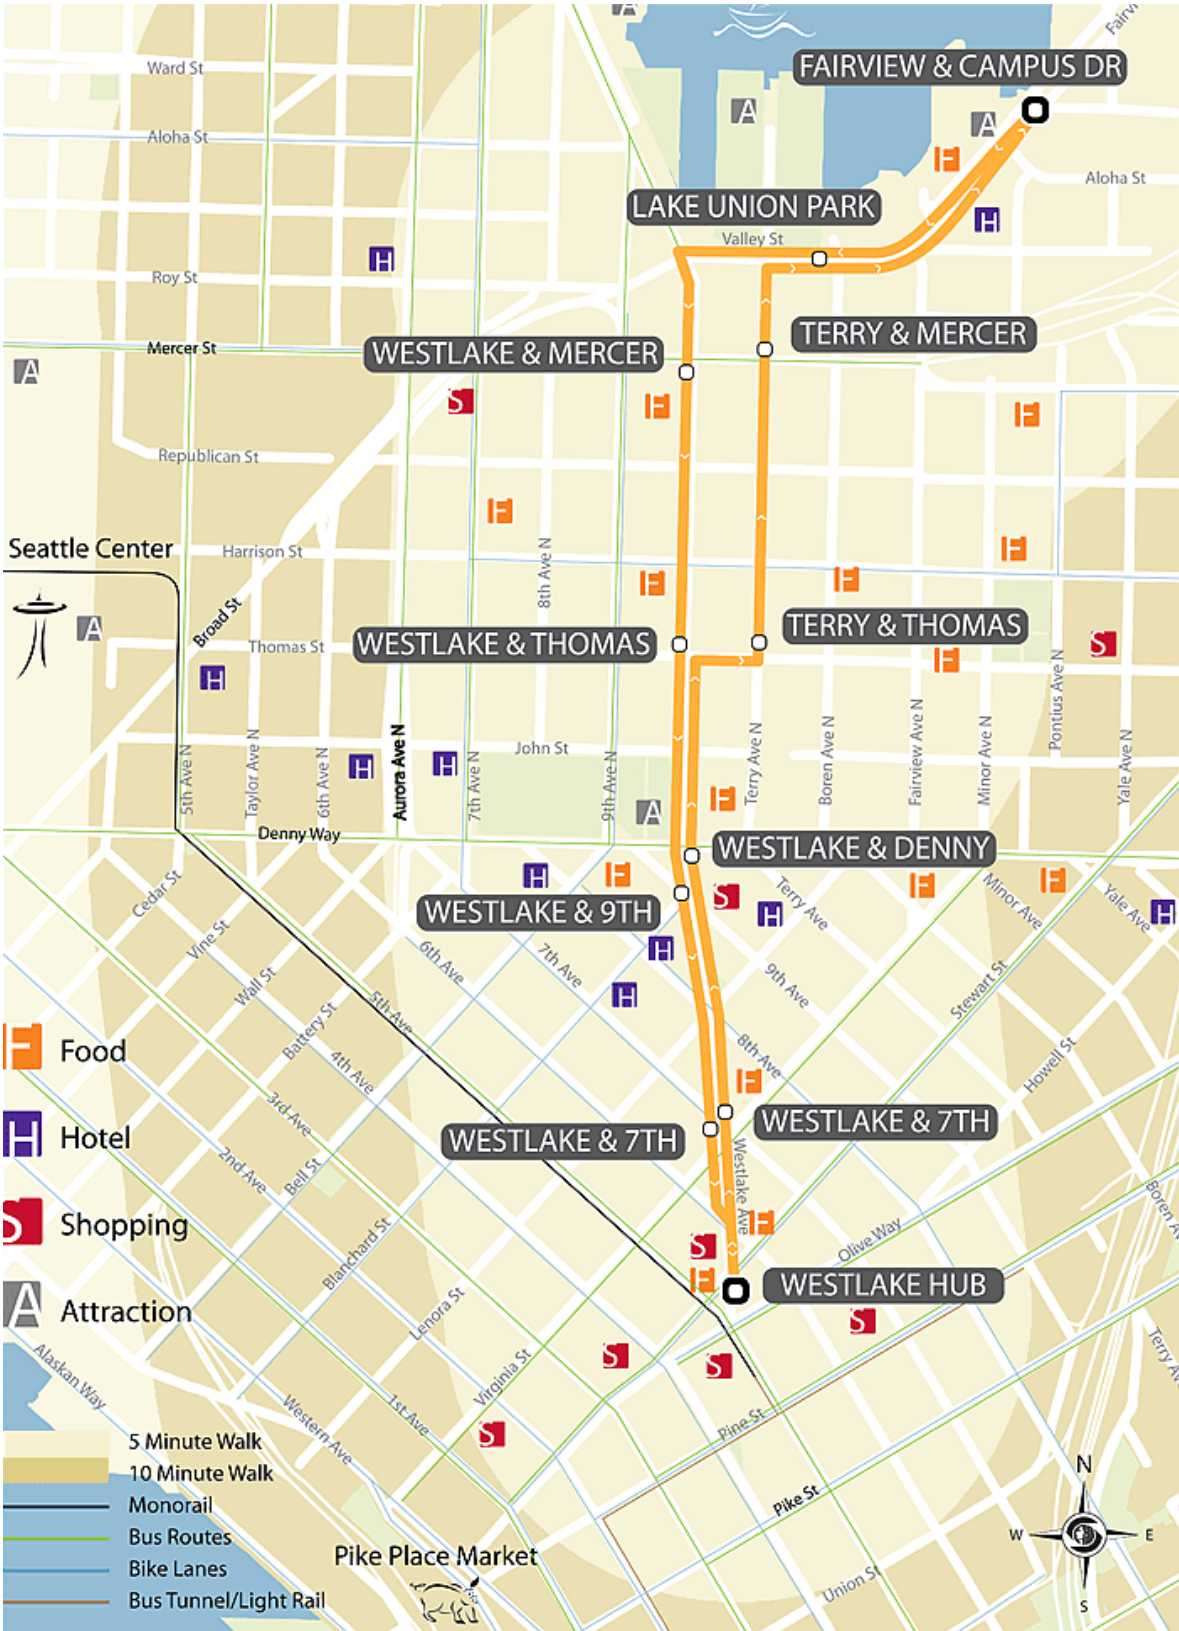 Fairv
FAIRVIEW & CAMPUS DR
Ward St
A
A
Aloha St
F
Aloha St
LAKE UNION PARK
H
Valley St
H
Roy St
TERRY & MERCER
Mercer St
WESTLAKE & MERCER
A
S
F
F
Republican St
F
Seattle Center
Harrison St
8th Ave N
F
F
F
Broad St
A
Thomas St
WESTLAKE & THOMAS
TERRY & THOMAS
S
F
H
Pontius Ave N
5th Ave N
Taylor Ave N
6th Ave N
Aurora Ave N
7th Ave N
John St
9th Ave N
Terry Ave N
Boren Ave N
Fairview Ave N
Minor Ave N
Yale Ave N
H
H
F
A
Denny Way
WESTLAKE & DENNY
Cedar St
H
F
S
H
Terry Ave
F
Minor Ave
F
Yale Ave
H
WESTLAKE & 9TH
Vine St
6th Ave
7th Ave
H
Wall St
H
9th Ave
Stewart St
5th Ave
Battery St
F Food
4th Ave
8th Ave
Howell St
F
3rd Ave
H Hotel
WESTLAKE & 7TH
WESTLAKE & 7TH
2nd Ave
Bell St
Westlake Ave
Boren A
S Shopping
F
Blanchard St
S
Olive Way
F
WESTLAKE HUB
A Attraction
Lenora St
S
Alaskan Way
Virginia St
S
S
Terry Av
Western Ave
1st Ave
S
Pine St
5 Minute Walk
10 Minute Walk
Monorail
Bus Routes
Bike Lanes
Bus Tunnel/Light Rail
Pike St
Pike Place Market
Union St
N
W
E
S